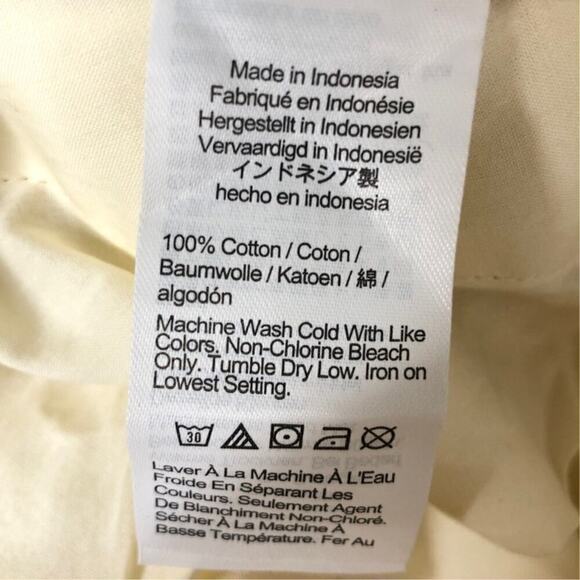 Made in Indonesia
Fabriqué en Indonésie
Hergestellt in Indonesien
Vervaardigd in Indonesië
インドネシア製
hecho en indonesia
100% Cotton / Coton /
Baumwolle / Katoen / 綿 /
algodón
Machine Wash Cold With Like
Colors. Non-Chlorine Bleach
Only. Tumble Dry Low. Iron on
Lowest Setting.
30
Laver À La Machine À L'Eau
Froide En Séparant Les
Couleurs. Seulement Agent
De Blanchiment Non-Chloré.
Sécher À La Machine À
Basse Température. Fer Au